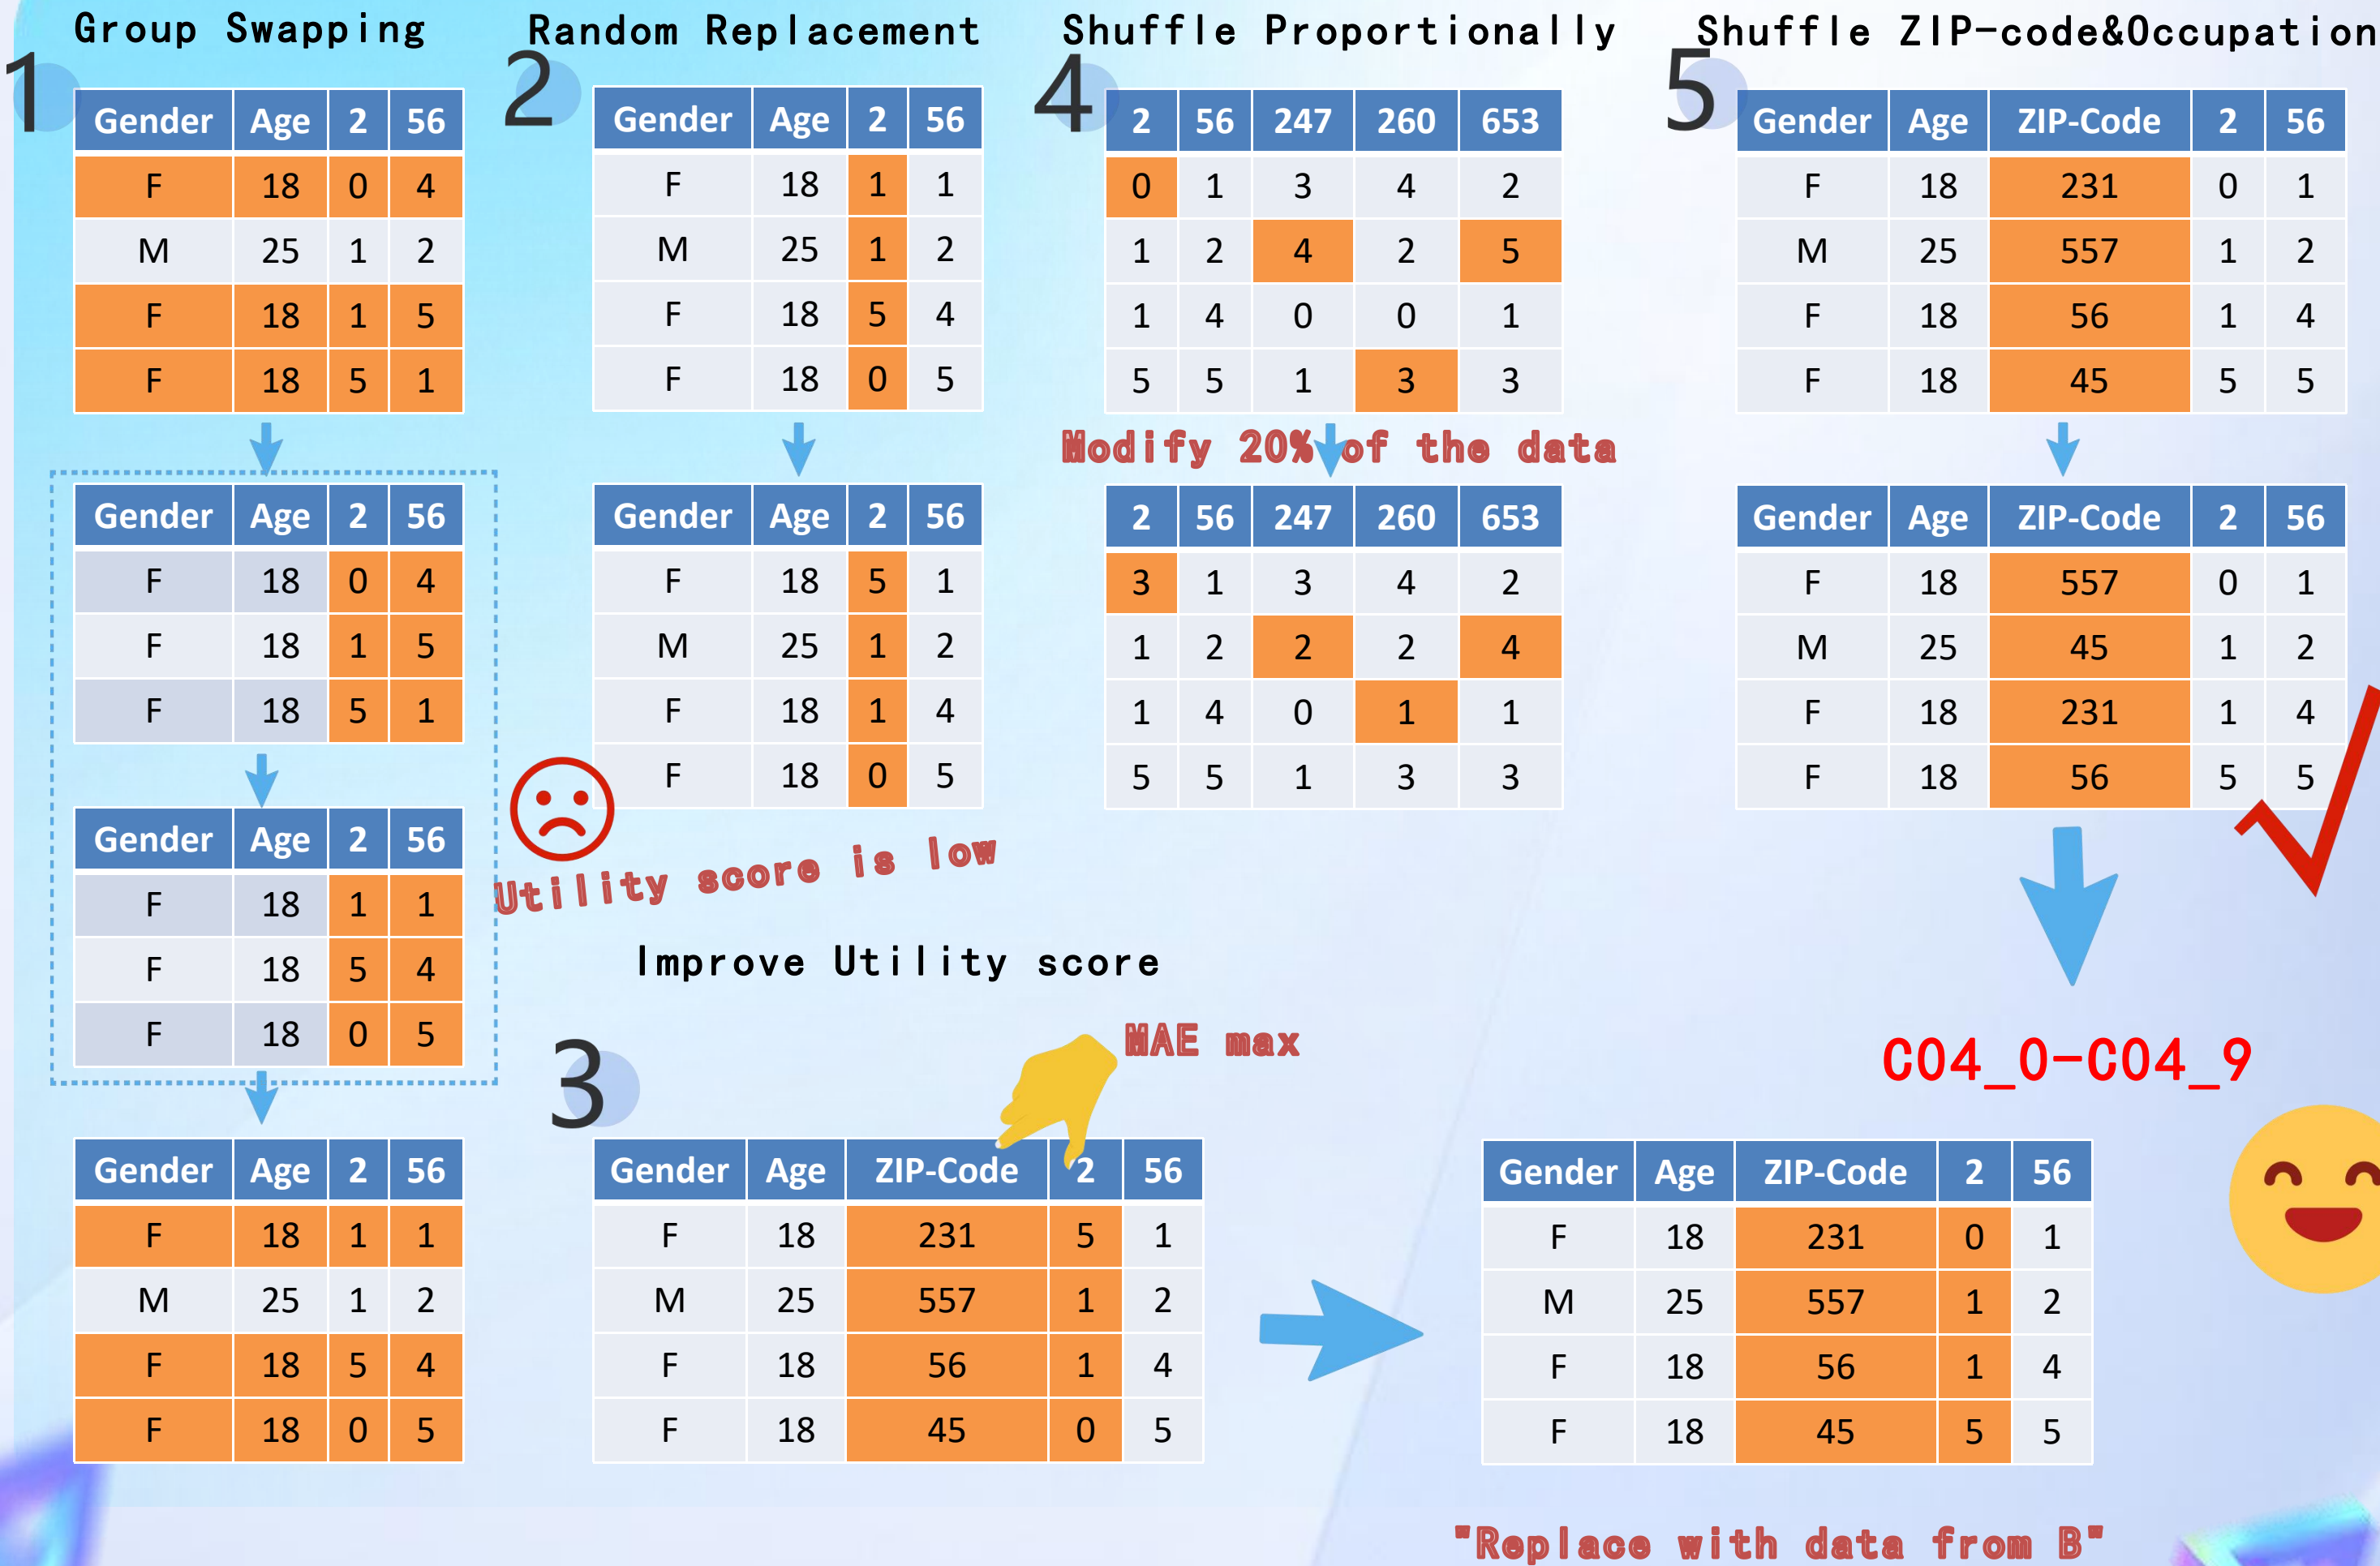 Group Swapping
1
Gender Age 2 56
F 18 0 4
M 25 1 2
F 18 1 5
F 18 5 1
Gender Age 2 56
F 18 0 4
F 18 1 5
F 18 5 1
Gender Age 2 56
F 18 1 1
F 18 5 4
F 18 0 5
Gender Age 2 56
F 18 1 1
M 25 1 2
F 18 5 4
F 18 0 5
Random Replacement
2
Gender Age 2 56
F 18 1 1
M 25 1 2
F 18 5 4
F 18 0 5
Gender Age 2 56
F 18 5 1
M 25 1 2
F 18 1 4
F 18 0 5
Utility score is low
Improve Utility score
3
MAE max
Gender Age ZIP-Code 2 56
F 18 231 5 1
M 25 557 1 2
F 18 56 1 4
F 18 45 0 5
Gender Age ZIP-Code 2 56
F 18 231 0 1
M 25 557 1 2
F 18 56 1 4
F 18 45 5 5
"Replace with data from B"
Shuffle Proportionally
4
2 56 247 260 653
0 1 3 4 2
1 2 4 2 5
1 4 0 0 1
5 5 1 3 3
Modify 20% of the data
2 56 247 260 653
3 1 3 4 2
1 2 2 2 4
1 4 0 1 1
5 5 1 3 3
Shuffle ZIP-code&Occupation
5
Gender Age ZIP-Code 2 56
F 18 231 0 1
M 25 557 1 2
F 18 56 1 4
F 18 45 5 5
Gender Age ZIP-Code 2 56
F 18 557 0 1
M 25 45 1 2
F 18 231 1 4
F 18 56 5 5
C04_0-C04_9